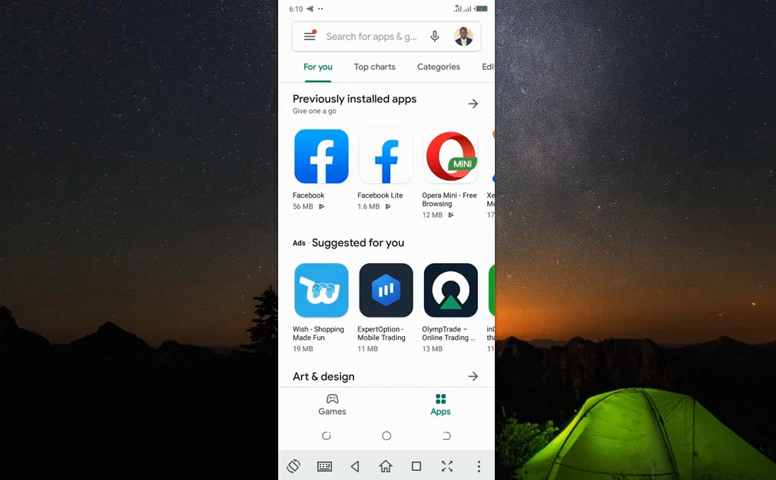 6:10
Search for apps & g...
For you Top charts Categories Edi
Previously installed apps
Give one a go
MINI
Facebook
56 MB
Facebook Lite
1.6 MB
Opera Mini - Free
Browsing
12 MB
Xe
Mu
17
Ads · Suggested for you
Wish - Shopping
Made Fun
19 MB
ExpertOption -
Mobile Trading
11 MB
OlympTrade –
Online Trading ...
13 MB
inD
tha
11
Art & design
Games
Apps